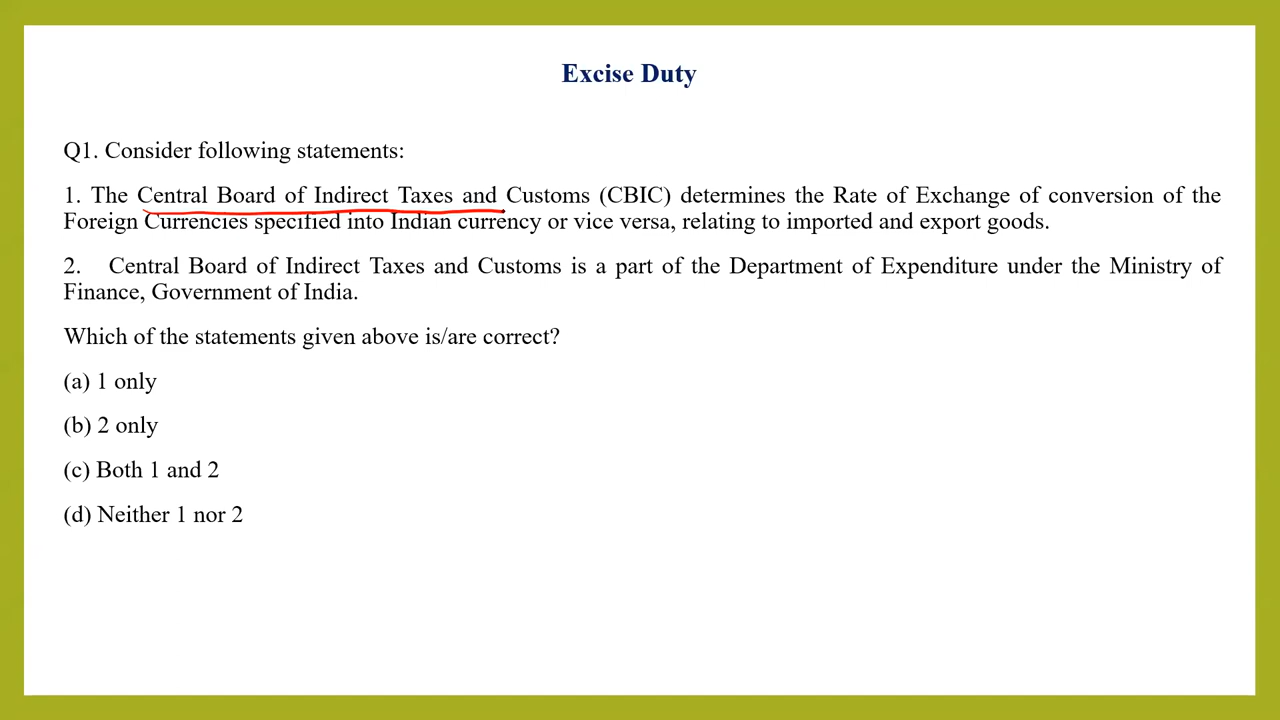 Excise Duty
Q1. Consider following statements:
1. The Central Board of Indirect Taxes and Customs (CBIC) determines the Rate of Exchange of conversion of the
Foreign Currencies specified into Indian currency or vice versa, relating to imported and export goods.
2. Central Board of Indirect Taxes and Customs is a part of the Department of Expenditure under the Ministry of
Finance, Government of India.
Which of the statements given above is/are correct?
(a) 1 only
(b) 2 only
(c) Both 1 and 2
(d) Neither 1 nor 2